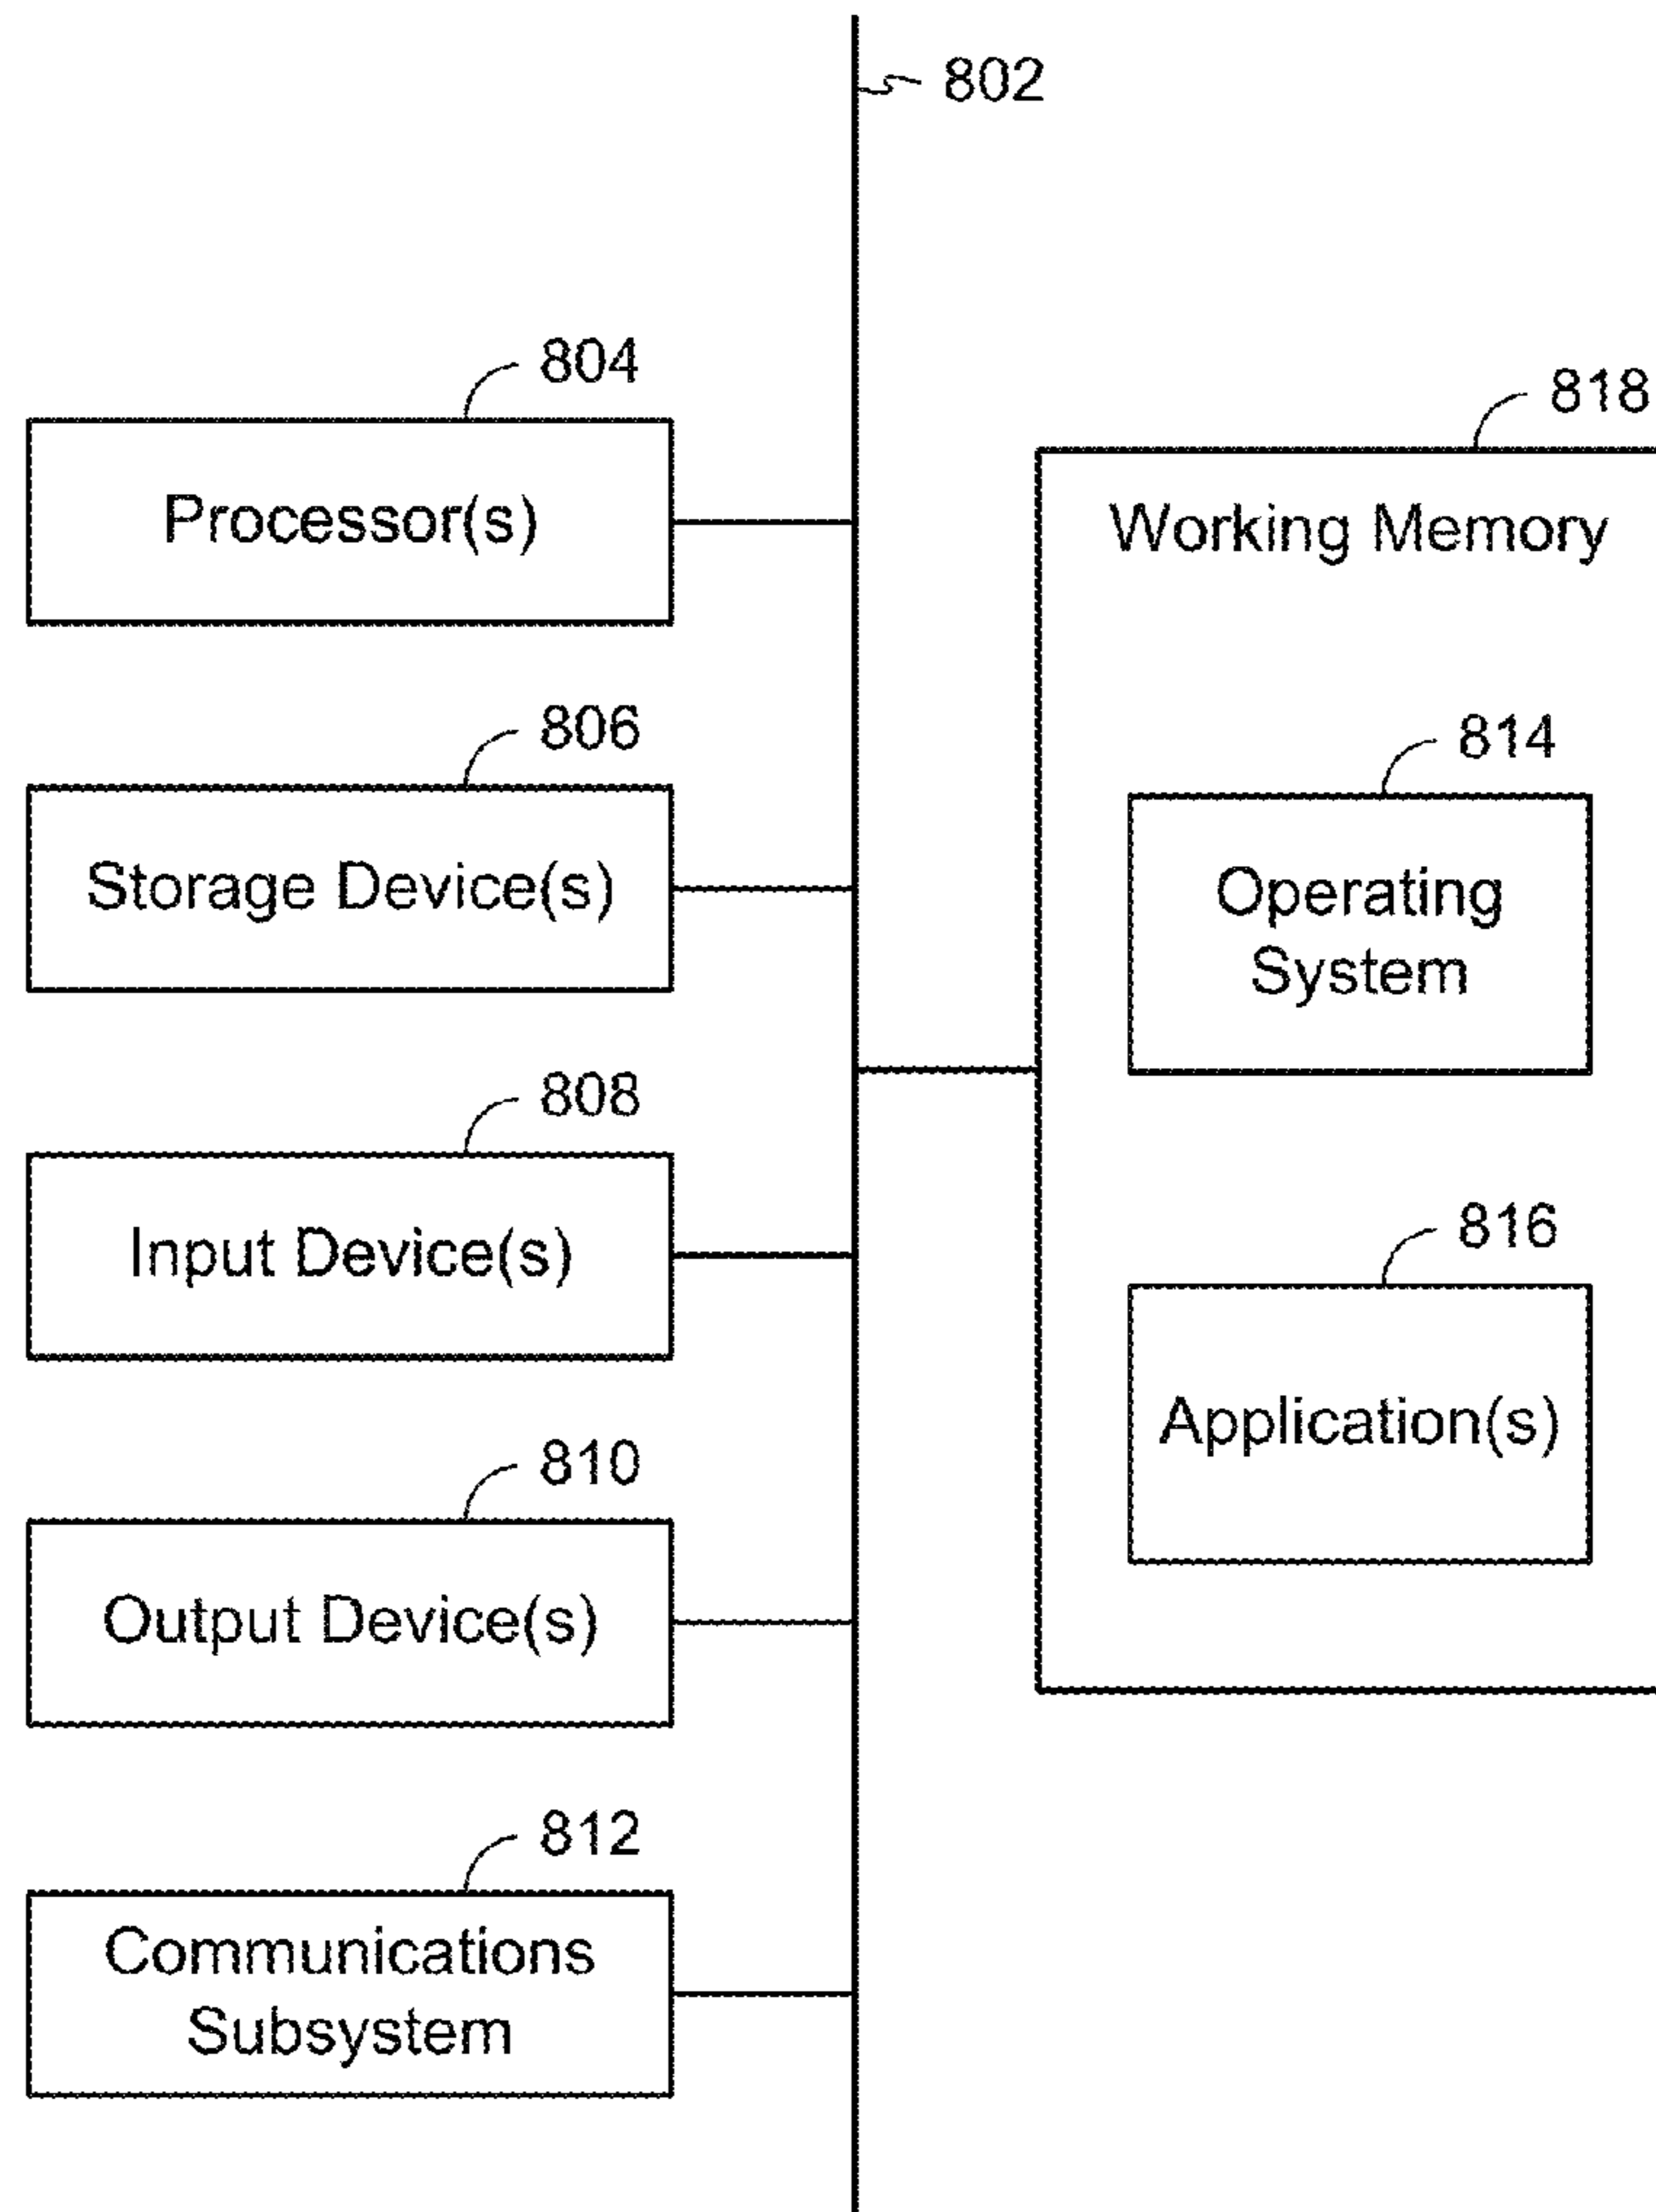 802
804
Processor(s)
806
Storage Device(s)
808
Input Device(s)
810
Output Device(s)
812
Communications
Subsystem
818
Working Memory
814
Operating
System
816
Application(s)